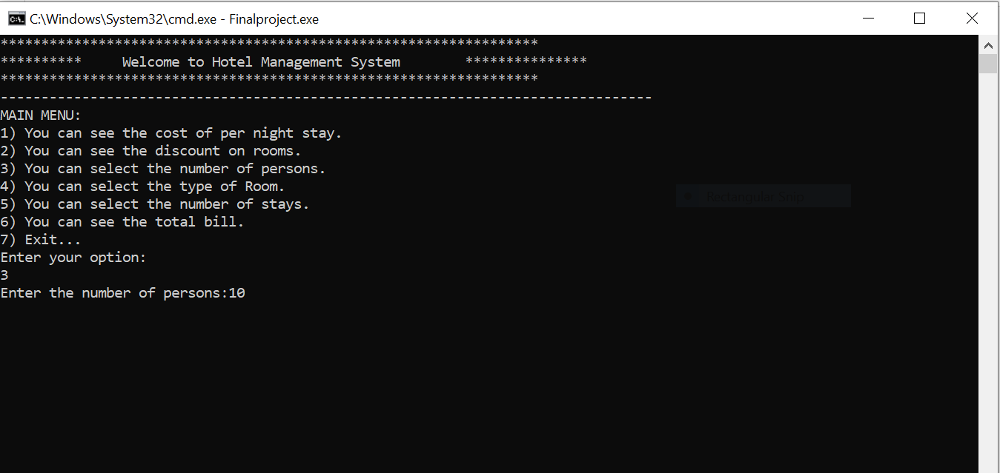 C:\Windows\System32\cmd.exe - Finalproject.exe
******************************************************************
********** Welcome to Hotel Management System ***************
******************************************************************
--------------------------------------------------------------------------------
MAIN MENU:
1) You can see the cost of per night stay.
2) You can see the discount on rooms.
3) You can select the number of persons.
4) You can select the type of Room.
5) You can select the number of stays.
6) You can see the total bill.
7) Exit...
Enter your option:
3
Enter the number of persons:10
Rectangular Snip